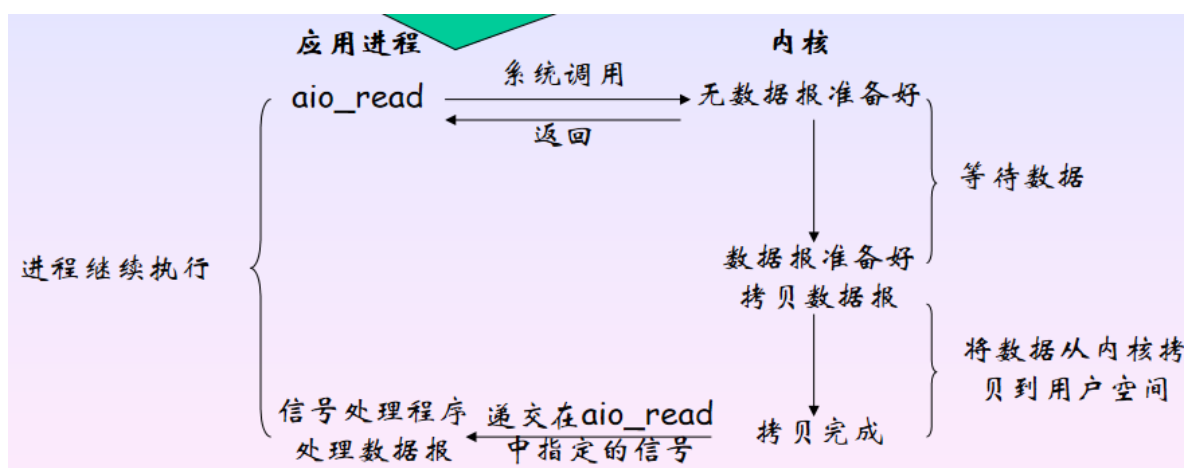 应用进程
内核
系统调用
aio_read
无数据报准备好
返回
等待数据
进程继续执行
数据报准备好
拷贝数据报
将数据从内核拷
贝到用户空间
信号处理程序
处理数据报
递交在aio_read
中指定的信号
拷贝完成